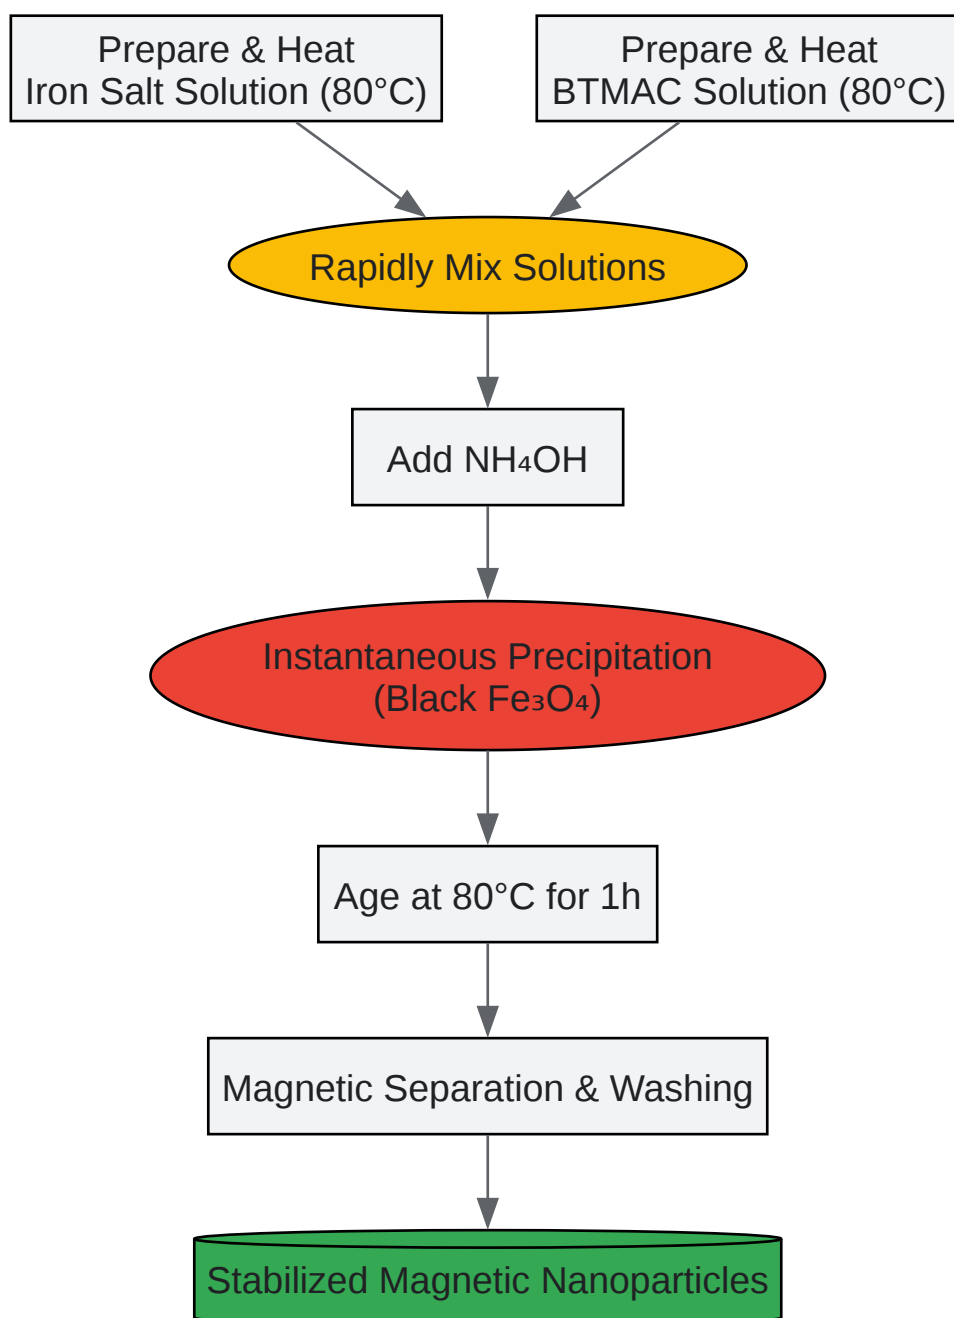 Prepare & Heat
Iron Salt Solution (80°C)
Prepare & Heat
BTMAC Solution (80°C)
Rapidly Mix Solutions
Add NH₄OH
Instantaneous Precipitation
(Black Fe₃O₄)
Age at 80°C for 1h
Magnetic Separation & Washing
Stabilized Magnetic Nanoparticles